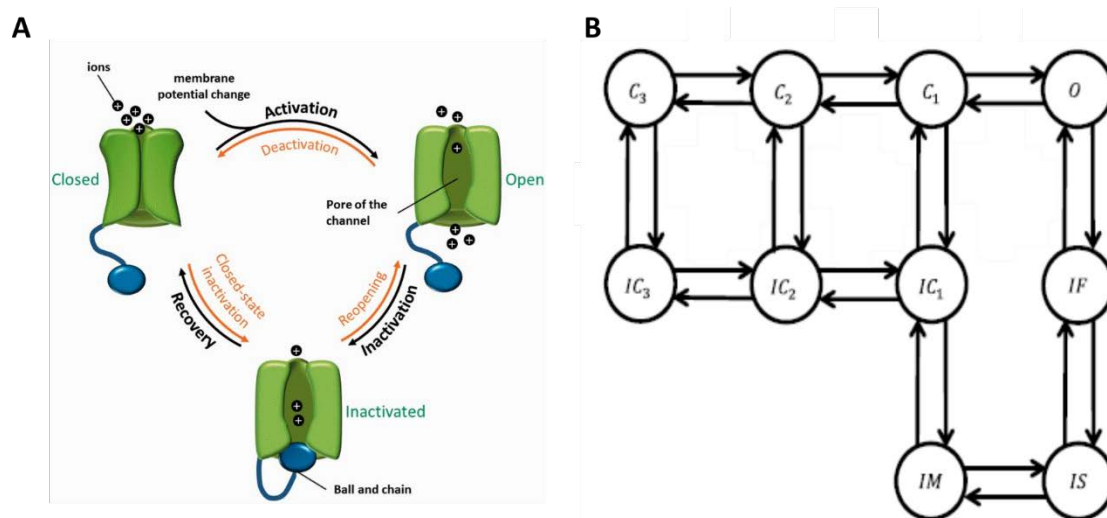 A
ions
membrane
potential change
Activation
Deactivation
Closed
Open
Pore of the
channel
Closed-state
inactivation
Recovery
Reopening
Inactivation
Inactivated
Ball and chain
B
C₃
C₂
C₁
O
IC₃
IC₂
IC₁
IF
IM
IS